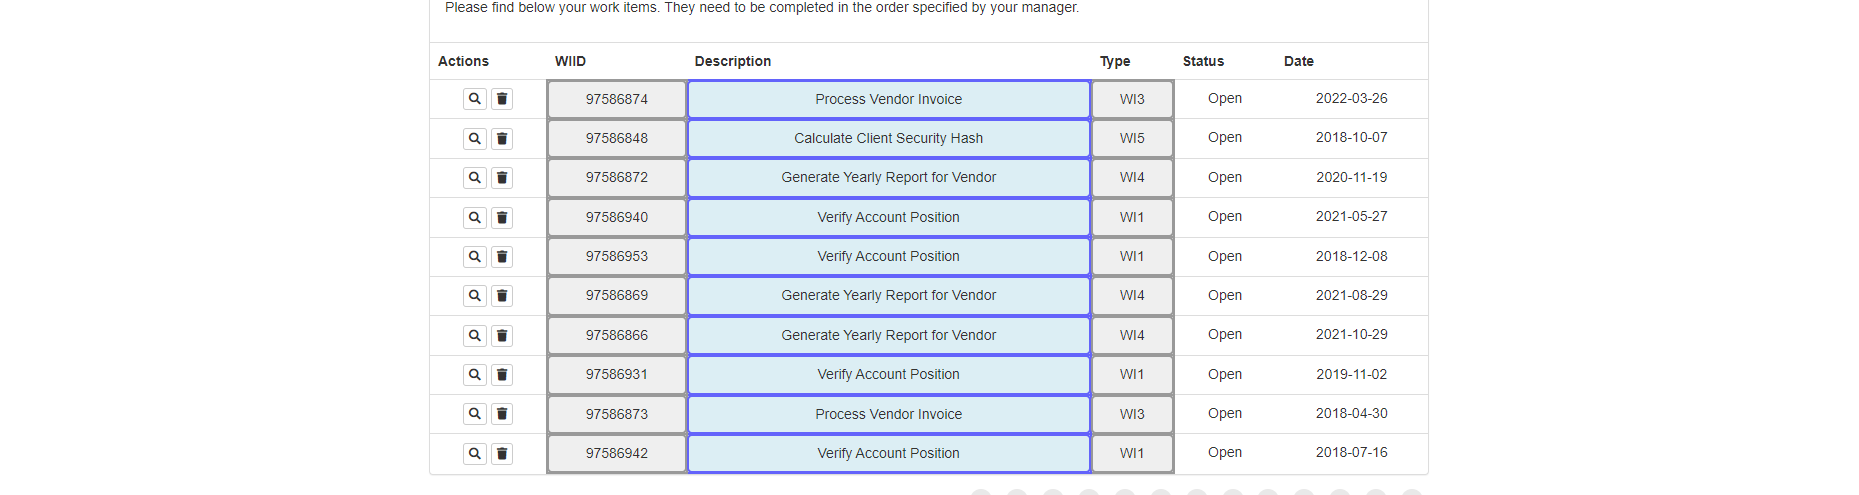 Please find below your work items. They need to be completed in the order specified by your manager.
Actions WIID Description Type Status Date
97586874 Process Vendor Invoice WI3 Open 2022-03-26
97586848 Calculate Client Security Hash WI5 Open 2018-10-07
97586872 Generate Yearly Report for Vendor WI4 Open 2020-11-19
97586940 Verify Account Position WI1 Open 2021-05-27
97586953 Verify Account Position WI1 Open 2018-12-08
97586869 Generate Yearly Report for Vendor WI4 Open 2021-08-29
97586866 Generate Yearly Report for Vendor WI4 Open 2021-10-29
97586931 Verify Account Position WI1 Open 2019-11-02
97586873 Process Vendor Invoice WI3 Open 2018-04-30
97586942 Verify Account Position WI1 Open 2018-07-16